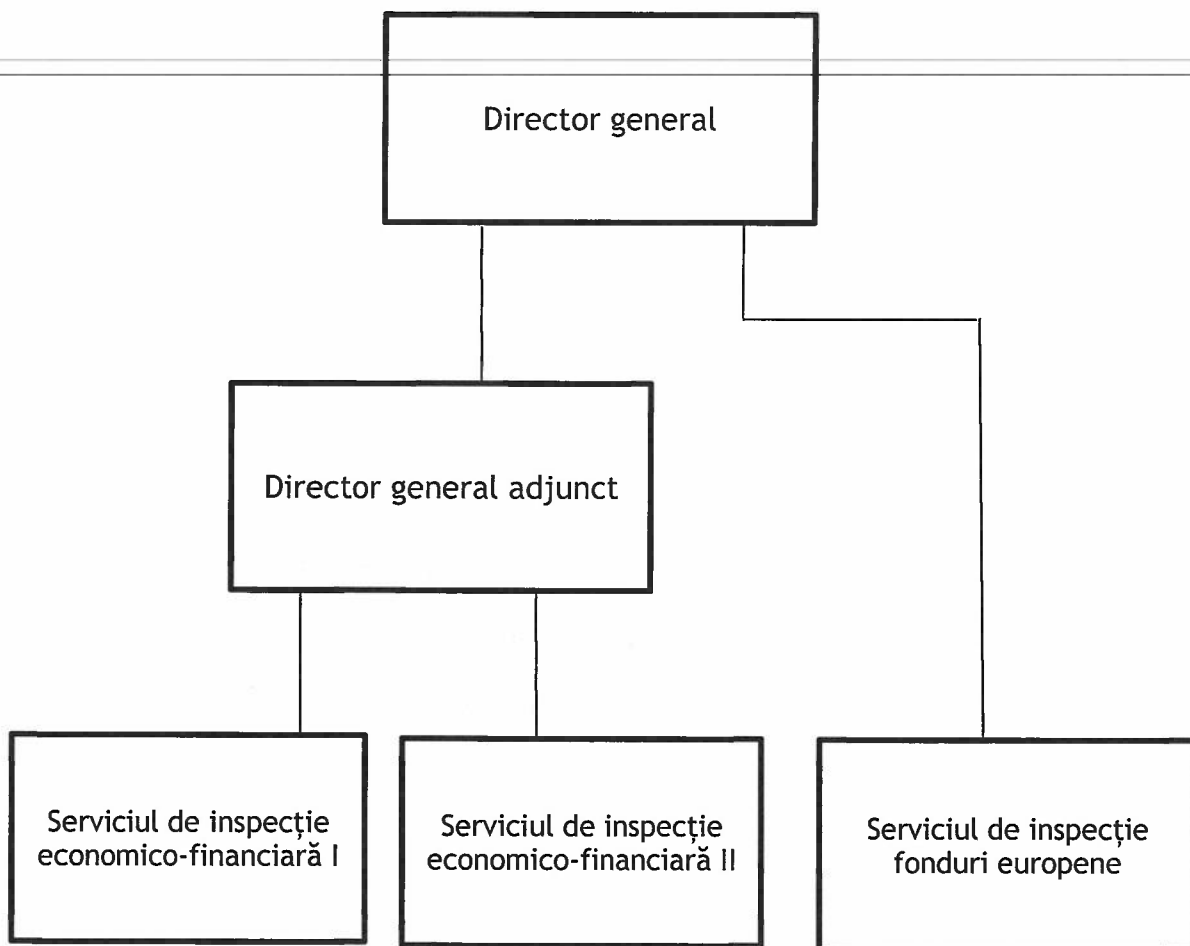 Director general
Director general adjunct
Serviciul de inspecție
economico-financiară I
Serviciul de inspecție
economico-financiară II
Serviciul de inspecție
fonduri europene